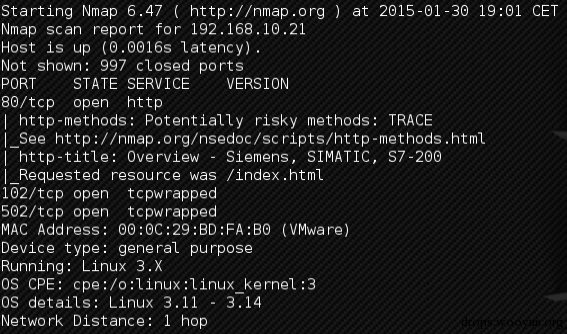 Starting Nmap 6.47 ( http://nmap.org ) at 2015-01-30 19:01 CET
Nmap scan report for 192.168.10.21
Host is up (0.0016s latency).
Not shown: 997 closed ports
PORT    STATE SERVICE    VERSION
80/tcp  open  http
| http-methods: Potentially risky methods: TRACE
|_See http://nmap.org/nsedoc/scripts/http-methods.html
| http-title: Overview - Siemens, SIMATIC, S7-200
|_Requested resource was /index.html
102/tcp open  tcpwrapped
502/tcp open  tcpwrapped
MAC Address: 00:0C:29:BD:FA:B0 (VMware)
Device type: general purpose
Running: Linux 3.X
OS CPE: cpe:/o:linux:linux_kernel:3
OS details: Linux 3.11 - 3.14
Network Distance: 1 hop